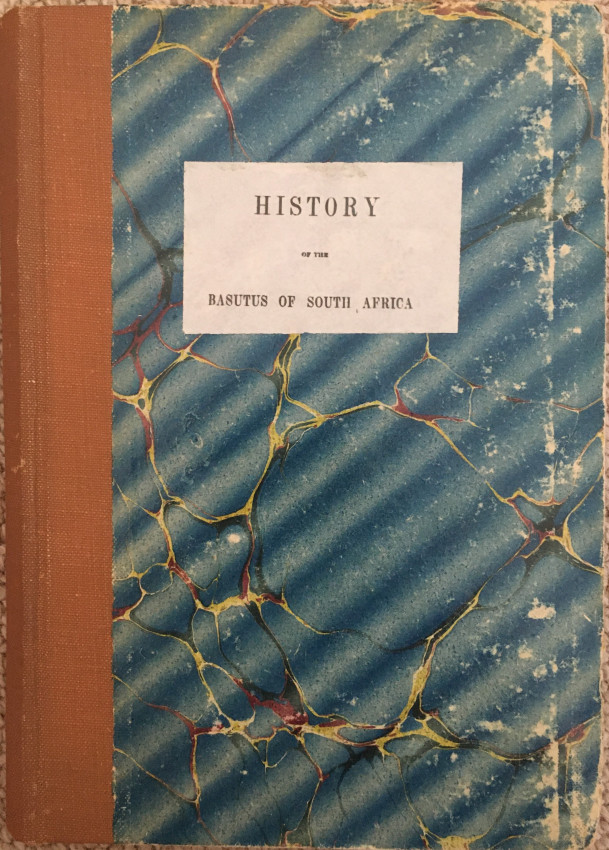 HISTORY
OF THE
BASUTUS OF SOUTH AFRICA